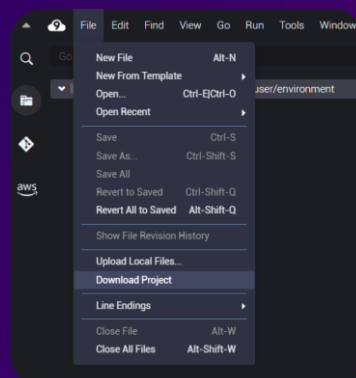 9 File Edit Find View Go Run Tools Window
Go
user/environment
aws
New File Alt-N
New From Template
Open... Ctrl-E|Ctrl-O
Open Recent
Save Ctrl-S
Save As... Ctrl-Shift-S
Save All
Revert to Saved Ctrl-Shift-Q
Revert All to Saved Alt-Shift-Q
Show File Revision History
Upload Local Files...
Download Project
Line Endings
Close File Alt-W
Close All Files Alt-Shift-W